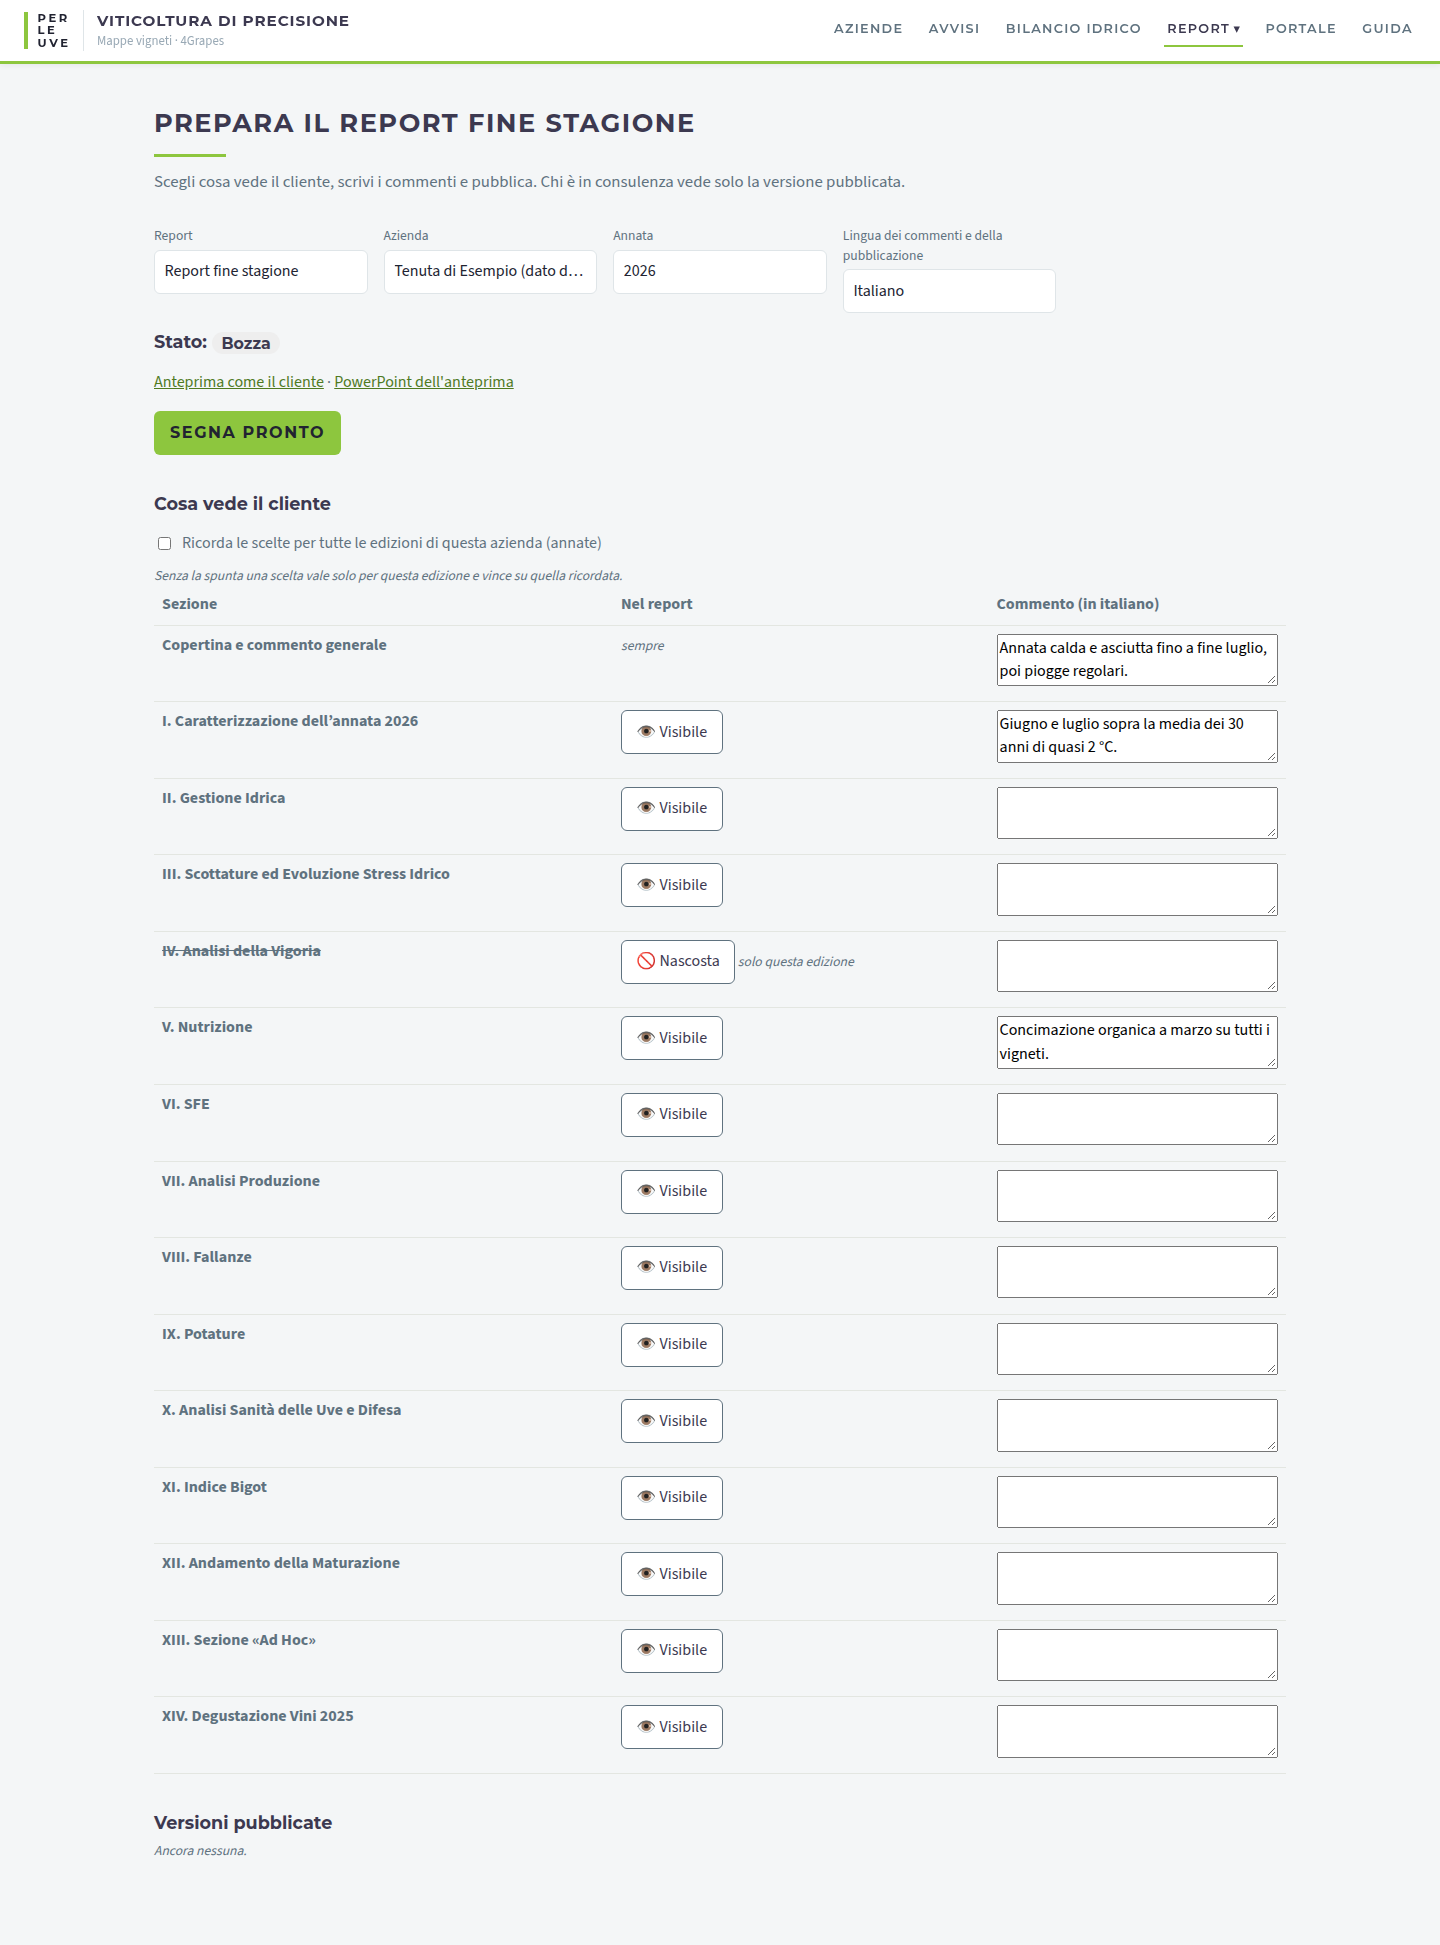 PER
LE
UVE
VITICOLTURA DI PRECISIONE
Mappe vigneti · 4Grapes
AZIENDE
AVVISI
BILANCIO IDRICO
REPORT ▾
PORTALE
GUIDA
PREPARA IL REPORT FINE STAGIONE
Scegli cosa vede il cliente, scrivi i commenti e pubblica. Chi è in consulenza vede solo la versione pubblicata.
Report
Report fine stagione
Azienda
Tenuta di Esempio (dato d…
Annata
2026
Lingua dei commenti e della
pubblicazione
Italiano
Stato: Bozza
Anteprima come il cliente · PowerPoint dell'anteprima
SEGNA PRONTO
Cosa vede il cliente
Ricorda le scelte per tutte le edizioni di questa azienda (annate)
Senza la spunta una scelta vale solo per questa edizione e vince su quella ricordata.
Sezione Nel report Commento (in italiano)
Copertina e commento generale sempre
Annata calda e asciutta fino a fine luglio,
poi piogge regolari.
I. Caratterizzazione dell’annata 2026 👁 Visibile
Giugno e luglio sopra la media dei 30
anni di quasi 2 °C.
II. Gestione Idrica 👁 Visibile
III. Scottature ed Evoluzione Stress Idrico 👁 Visibile
IV. Analisi della Vigoria 🚫 Nascosta solo questa edizione
V. Nutrizione 👁 Visibile
Concimazione organica a marzo su tutti i
vigneti.
VI. SFE 👁 Visibile
VII. Analisi Produzione 👁 Visibile
VIII. Fallanze 👁 Visibile
IX. Potature 👁 Visibile
X. Analisi Sanità delle Uve e Difesa 👁 Visibile
XI. Indice Bigot 👁 Visibile
XII. Andamento della Maturazione 👁 Visibile
XIII. Sezione «Ad Hoc» 👁 Visibile
XIV. Degustazione Vini 2025 👁 Visibile
Versioni pubblicate
Ancora nessuna.